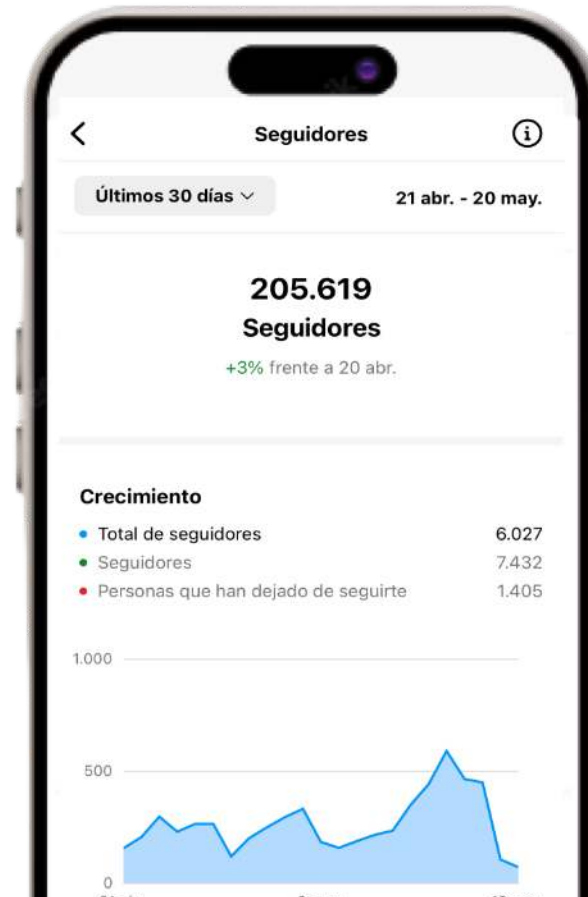 Seguidores
Últimos 30 días
21 abr. - 20 may.
205.619
Seguidores
+3% frente a 20 abr.
Crecimiento
Total de seguidores 6.027
Seguidores 7.432
Personas que han dejado de seguirte 1.405
1.000
500
0